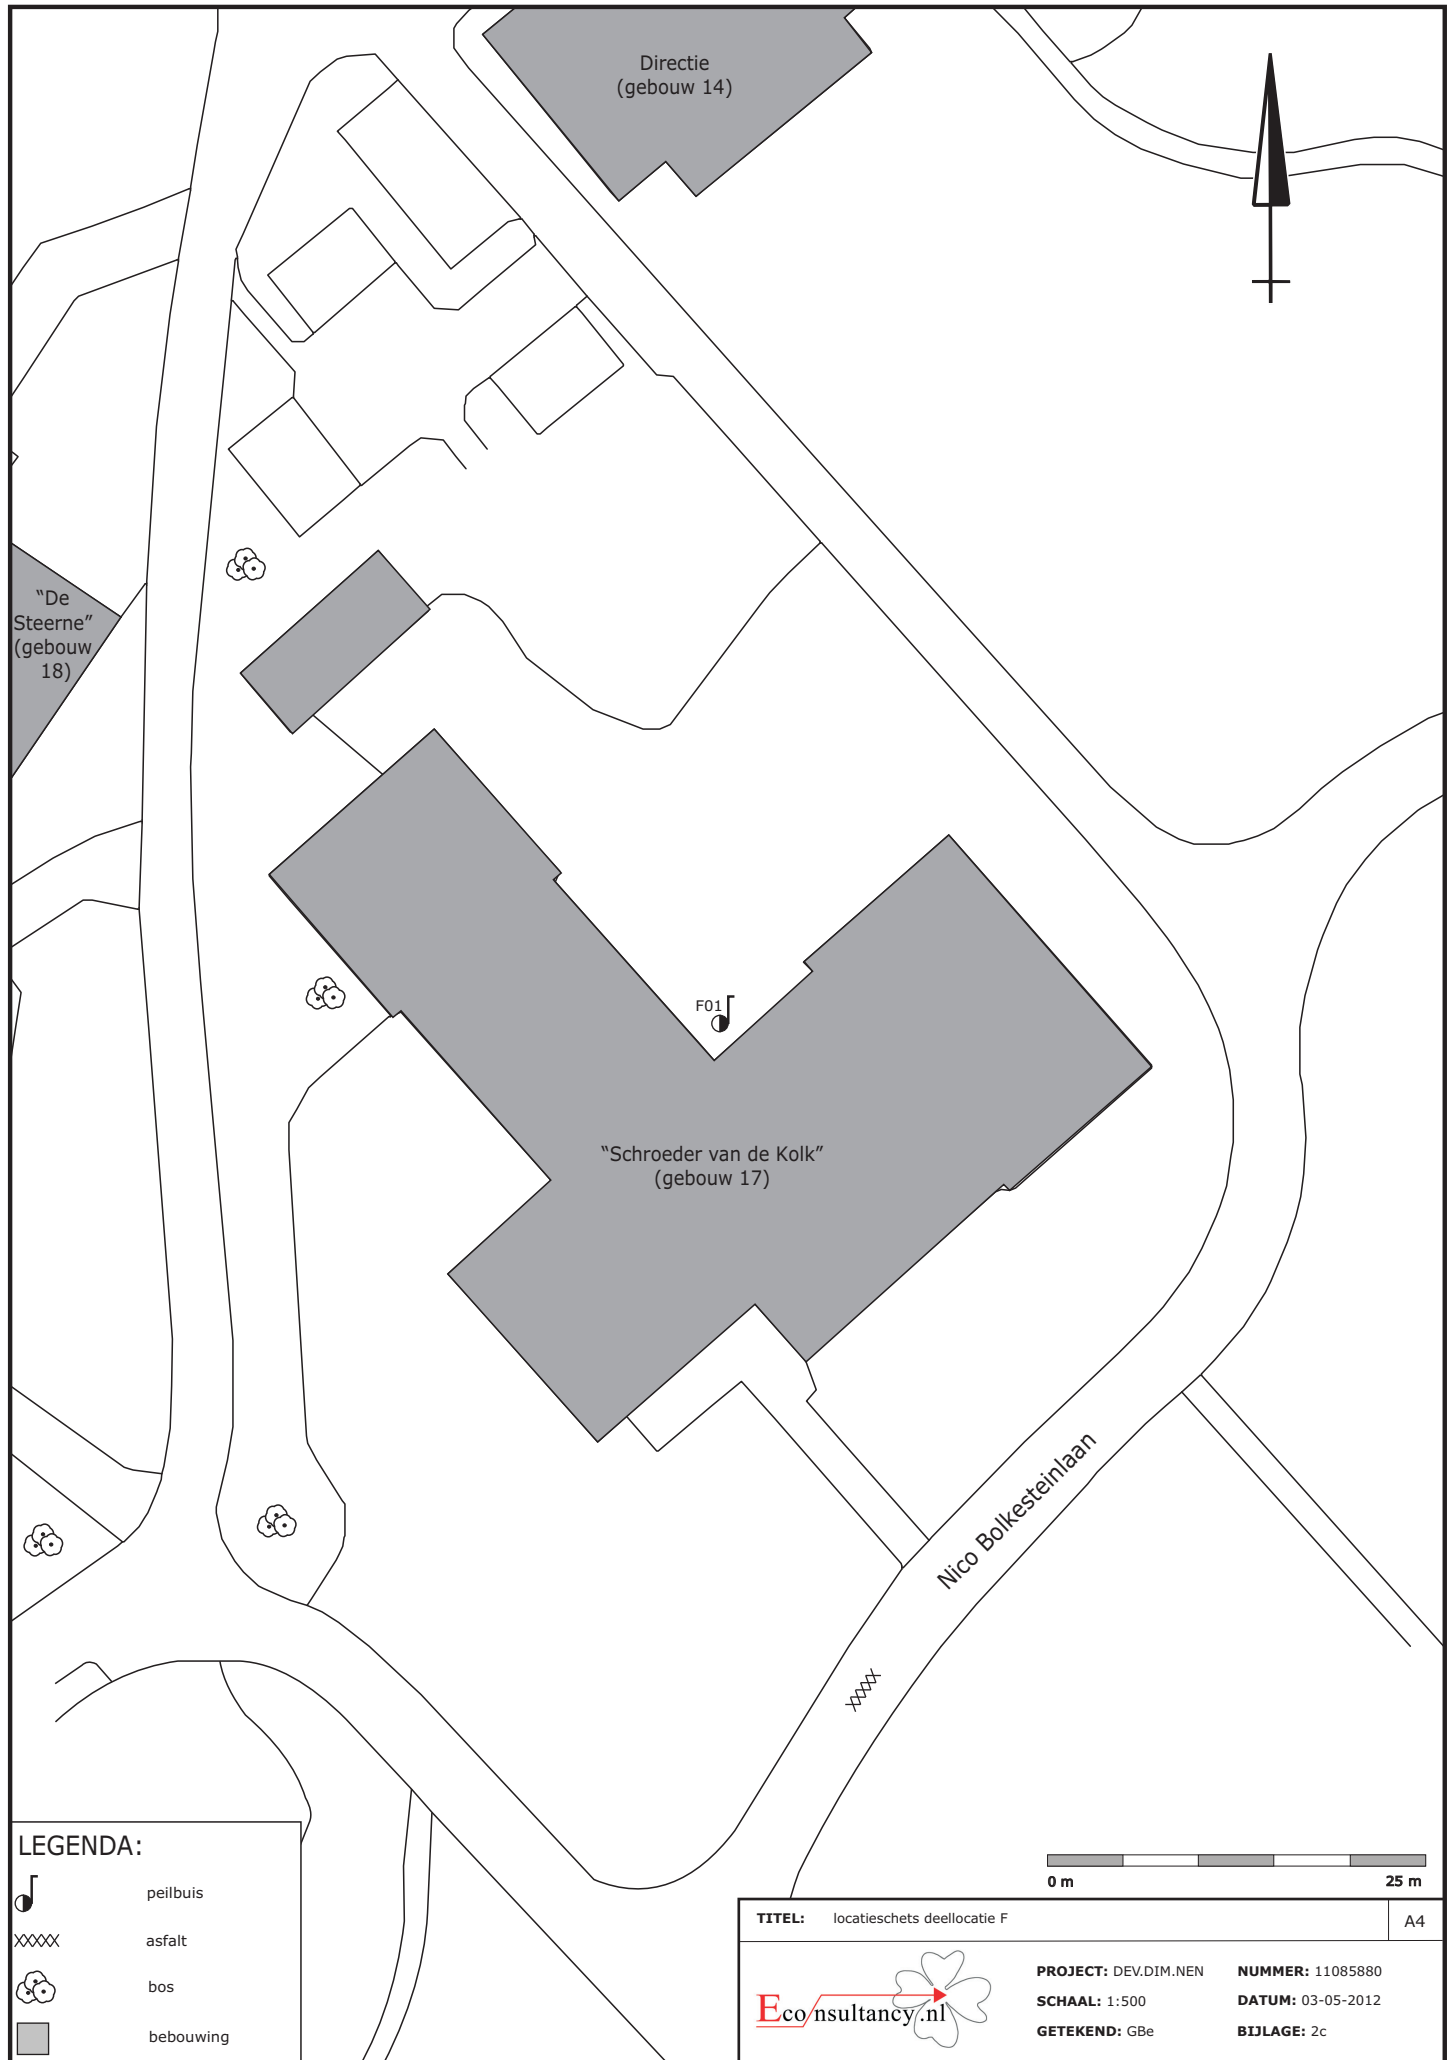 Directie
(gebouw 14)
“De
Steerne”
(gebouw
18)
F01
“Schroeder van de Kolk”
(gebouw 17)
Nico Bolkesteinlaan
LEGENDA:
peilbuis
asfalt
bos
bebouwing
0 m 25 m
TITEL: locatieschets deellocatie F A4
Econsultancy.nl
PROJECT: DEV.DIM.NEN NUMMER: 11085880
SCHAAL: 1:500 DATUM: 03-05-2012
GETEKEND: GBe BIJLAGE: 2c